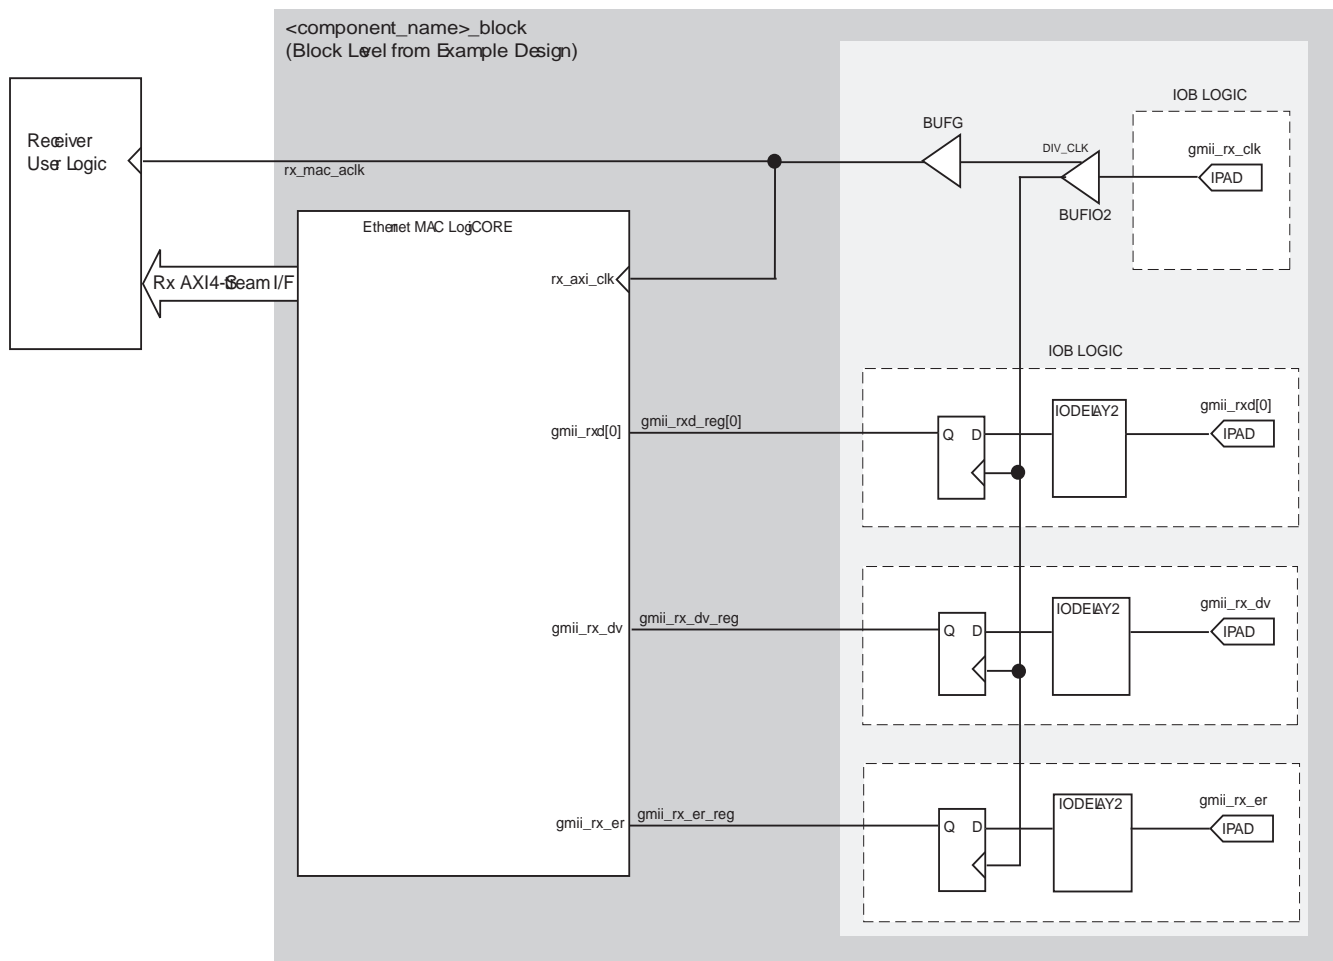 <component_name>_block
(Block Level from Example Design)
IOB LOGIC
BUFG
Receiver
User Logic
DIV_CLK
gmii_rx_clk
rx_mac_aclk
IPAD
BUFIO2
Ethernet MAC LogiCORE
rx_axi_clk
Rx AXI4-Stream I/F
IOB LOGIC
gmii_rxd[0]
gmii_rxd_reg[0]
Q D
IODELAY2
gmii_rxd[0]
IPAD
gmii_rx_dv
gmii_rx_dv_reg
Q D
IODELAY2
gmii_rx_dv
IPAD
gmii_rx_er
gmii_rx_er_reg
Q D
IODELAY2
gmii_rx_er
IPAD